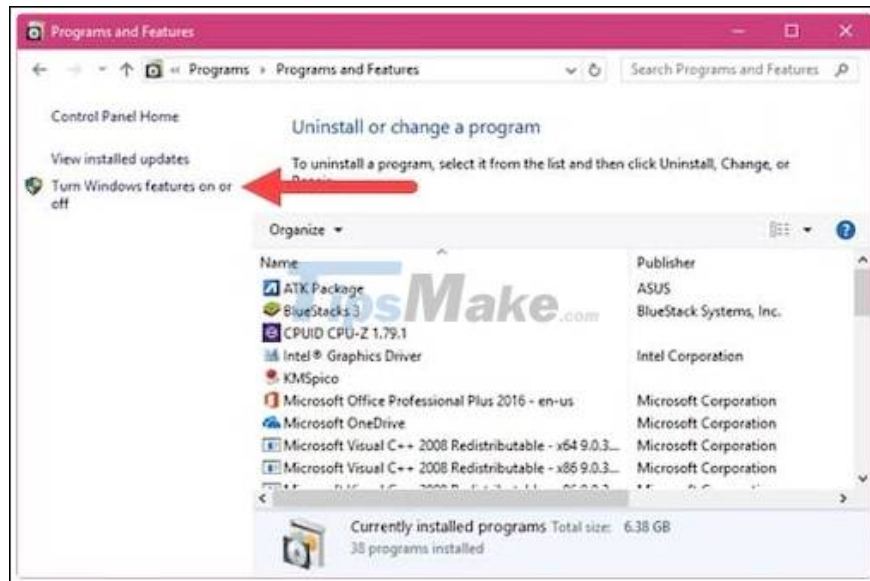 Programs and Features
« Programs › Programs and Features
Search Programs and Features
Control Panel Home
View installed updates
Turn Windows features on or
off
Uninstall or change a program
To uninstall a program, select it from the list and then click Uninstall, Change, or
Organize
Name Publisher
ATK Package ASUS
BlueStacks 3 BlueStack Systems, Inc.
CPUID CPU-Z 1.79.1
Intel® Graphics Driver Intel Corporation
KMSpico
Microsoft Office Professional Plus 2016 - en-us Microsoft Corporation
Microsoft OneDrive Microsoft Corporation
Microsoft Visual C++ 2008 Redistributable - x64 9.0.3... Microsoft Corporation
Microsoft Visual C++ 2008 Redistributable - x86 9.0.3... Microsoft Corporation
TipsMake.com
Currently installed programs Total size: 6.38 GB
38 programs installed